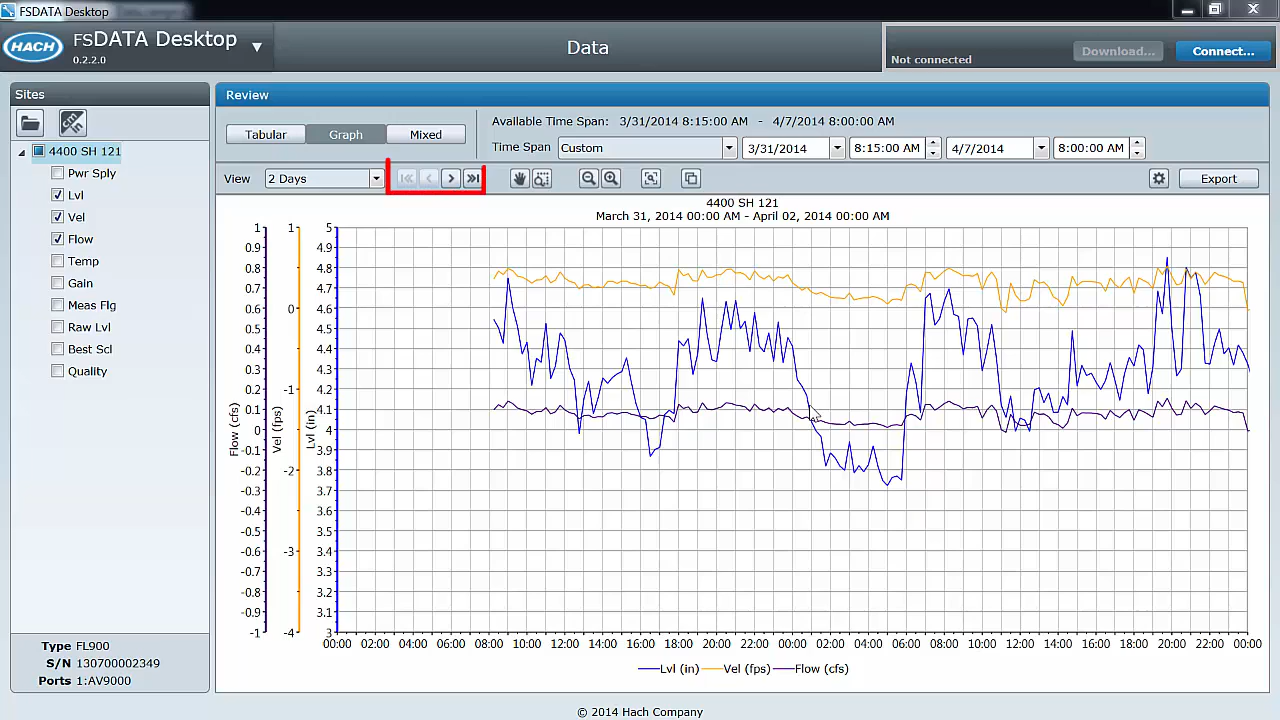 FSDATA Desktop
HACH
FSDATA Desktop
0.2.2.0
Data
Not connected
Download...
Connect...
Sites
4400 SH 121
Pwr Sply
Lvl
Vel
Flow
Temp
Gain
Meas Flg
Raw Lvl
Best Scl
Quality
Type FL900
S/N 130700002349
Ports 1:AV9000
Review
Tabular
Graph
Mixed
Available Time Span: 3/31/2014 8:15:00 AM - 4/7/2014 8:00:00 AM
Time Span Custom 3/31/2014 8:15:00 AM 4/7/2014 8:00:00 AM
View 2 Days
Export
4400 SH 121
March 31, 2014 00:00 AM - April 02, 2014 00:00 AM
Flow (cfs)
1
0.9
0.8
0.7
0.6
0.5
0.4
0.3
0.2
0.1
0
-0.1
-0.2
-0.3
-0.4
-0.5
-0.6
-0.7
-0.8
-0.9
-1
Vel (fps)
1
0
-1
-2
-3
-4
Lvl (in)
5
4.9
4.8
4.7
4.6
4.5
4.4
4.3
4.2
4.1
4
3.9
3.8
3.7
3.6
3.5
3.4
3.3
3.2
3.1
3
00:00 02:00 04:00 06:00 08:00 10:00 12:00 14:00 16:00 18:00 20:00 22:00 00:00 02:00 04:00 06:00 08:00 10:00 12:00 14:00 16:00 18:00 20:00 22:00 00:00
Lvl (in) Vel (fps) Flow (cfs)
© 2014 Hach Company